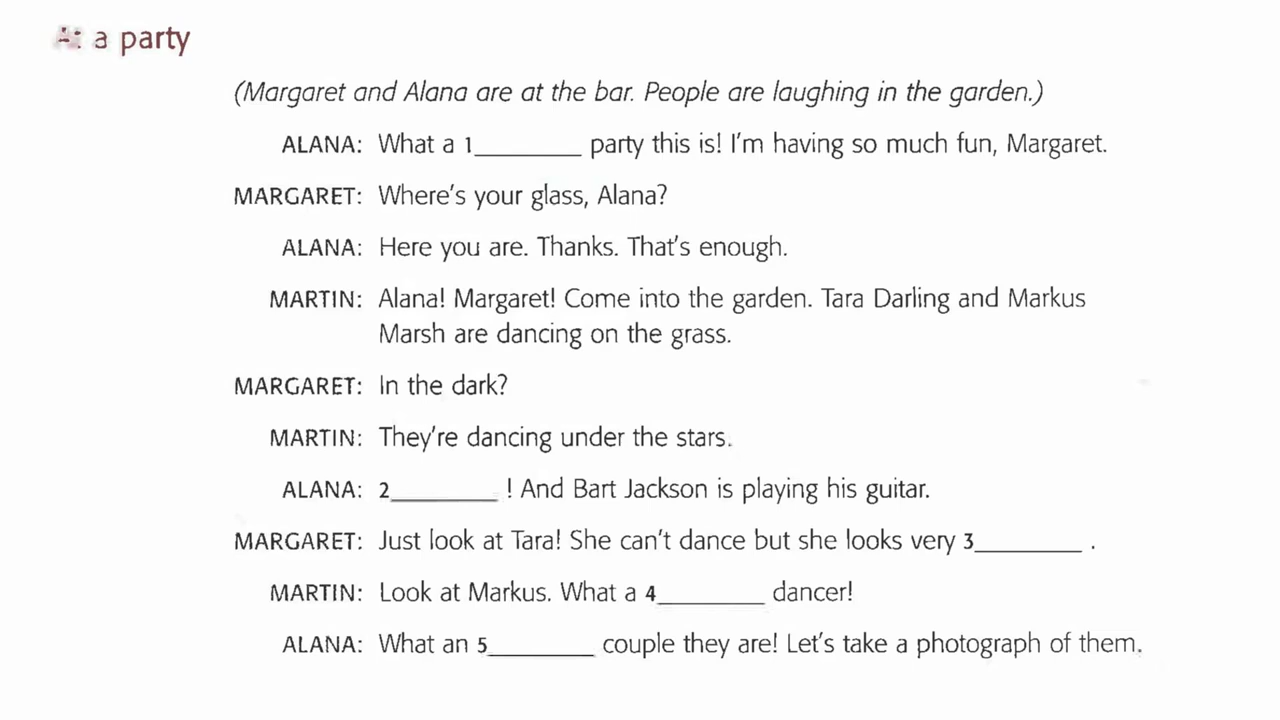 At a party
(Margaret and Alana are at the bar. People are laughing in the garden.)
ALANA: What a 1________ party this is! I'm having so much fun, Margaret.
MARGARET: Where's your glass, Alana?
ALANA: Here you are. Thanks. That's enough.
MARTIN: Alana! Margaret! Come into the garden. Tara Darling and Markus
Marsh are dancing on the grass.
MARGARET: In the dark?
MARTIN: They're dancing under the stars.
ALANA: 2________ ! And Bart Jackson is playing his guitar.
MARGARET: Just look at Tara! She can't dance but she looks very 3________ .
MARTIN: Look at Markus. What a 4________ dancer!
ALANA: What an 5________ couple they are! Let's take a photograph of them.